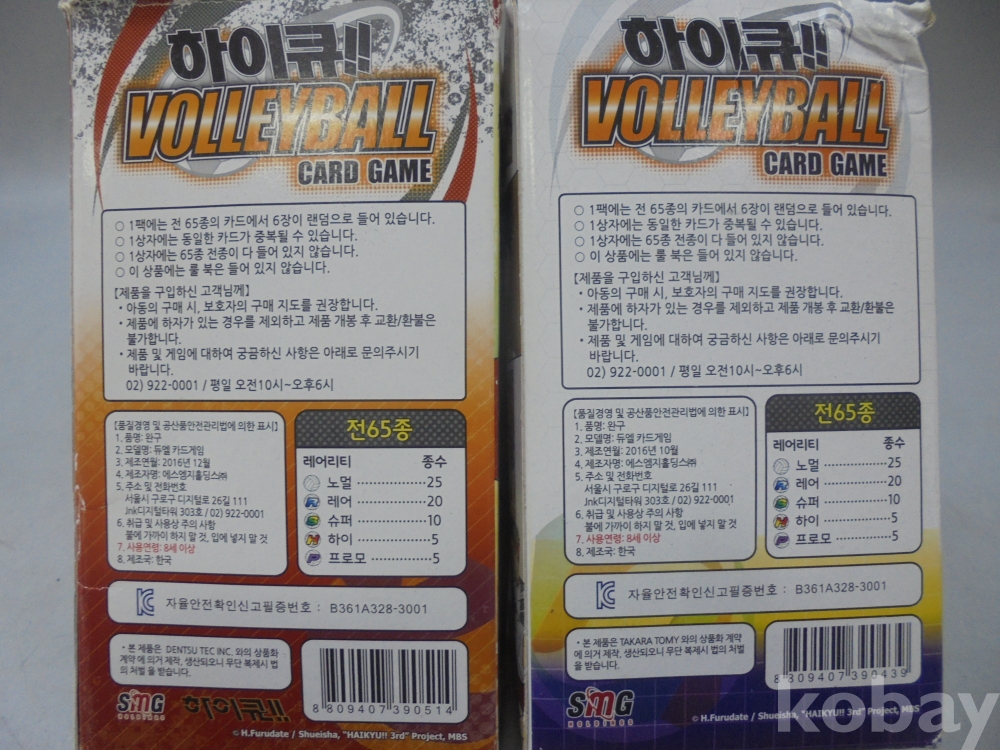 하이큐!!
VOLLEYBALL
CARD GAME
○ 1팩에는 전 65종의 카드에서 6장이 랜덤으로 들어 있습니다.
○ 1상자에는 동일한 카드가 중복될 수 있습니다.
○ 1상자에는 65종 전종이 다 들어 있지 않습니다.
○ 이 상품에는 룰 북은 들어 있지 않습니다.
【제품을 구입하신 고객님께】
・아동의 구매 시, 보호자의 구매 지도를 권장합니다.
・제품에 하자가 있는 경우를 제외하고 제품 개봉 후 교환/환불은
불가합니다.
・제품 및 게임에 대하여 궁금하신 사항은 아래로 문의주시기
바랍니다.
02) 922-0001 / 평일 오전10시~오후6시
【품질경영 및 공산품안전관리법에 의한 표시】
1. 품명: 완구
2. 모델명: 듀엘 카드게임
3. 제조연월: 2016년 12월
4. 제조자명: 에스엠지홀딩스㈜
5. 주소 및 전화번호
서울시 구로구 디지털로 26길 111
Jnk디지털타워 303호 / 02) 922-0001
6. 취급 및 사용상 주의 사항
불에 가까이 하지 말 것, 입에 넣지 말 것
7. 사용연령: 8세 이상
8. 제조국: 한국
전65종
레어리티 종수
노멀 25
R 레어 20
S 슈퍼 10
H 하이 5
P 프로모 5
자율안전확인신고필증번호 : B361A328-3001
・본 제품은 DENTSU TEC INC. 와의 상품화
계약 에 의거 제작, 생산되오니 무단 복제시 법
의 처벌 을 받습니다.
8 809407 390514
SMG
HOLDINGS
하이큐!!
© H.Furudate / Shueisha, "HAIKYU!! 3rd" Project, MBS
하이큐!!
VOLLEYBALL
CARD GAME
○ 1팩에는 전 65종의 카드에서 6장이 랜덤으로 들어 있습니다.
○ 1상자에는 동일한 카드가 중복될 수 있습니다.
○ 1상자에는 65종 전종이 다 들어 있지 않습니다.
○ 이 상품에는 룰 북은 들어 있지 않습니다.
【제품을 구입하신 고객님께】
・아동의 구매 시, 보호자의 구매 지도를 권장합니다.
・제품에 하자가 있는 경우를 제외하고 제품 개봉 후 교환/환불은
불가합니다.
・제품 및 게임에 대하여 궁금하신 사항은 아래로 문의주시기
바랍니다.
02) 922-0001 / 평일 오전10시~오후6시
【품질경영 및 공산품안전관리법에 의한 표시】
1. 품명: 완구
2. 모델명: 듀엘 카드게임
3. 제조연월: 2016년 10월
4. 제조자명: 에스엠지홀딩스㈜
5. 주소 및 전화번호
서울시 구로구 디지털로 26길 111
Jnk디지털타워 303호 / 02) 922-0001
6. 취급 및 사용상 주의 사항
불에 가까이 하지 말 것, 입에 넣지 말 것
7. 사용연령: 8세 이상
8. 제조국: 한국
전65종
레어리티 종수
노멀 25
R 레어 20
S 슈퍼 10
H 하이 5
P 프로모 5
자율안전확인신고필증번호 : B361A328-3001
・본 제품은 TAKARA TOMY 와의 상품화 계약
에 의거 제작, 생산되오니 무단 복제시 법의 처벌
을 받습니다.
8 809407 390439
SMG
HOLDINGS
© H.Furudate / Shueisha, "HAIKYU!! 3rd" Project, MBS
kobay